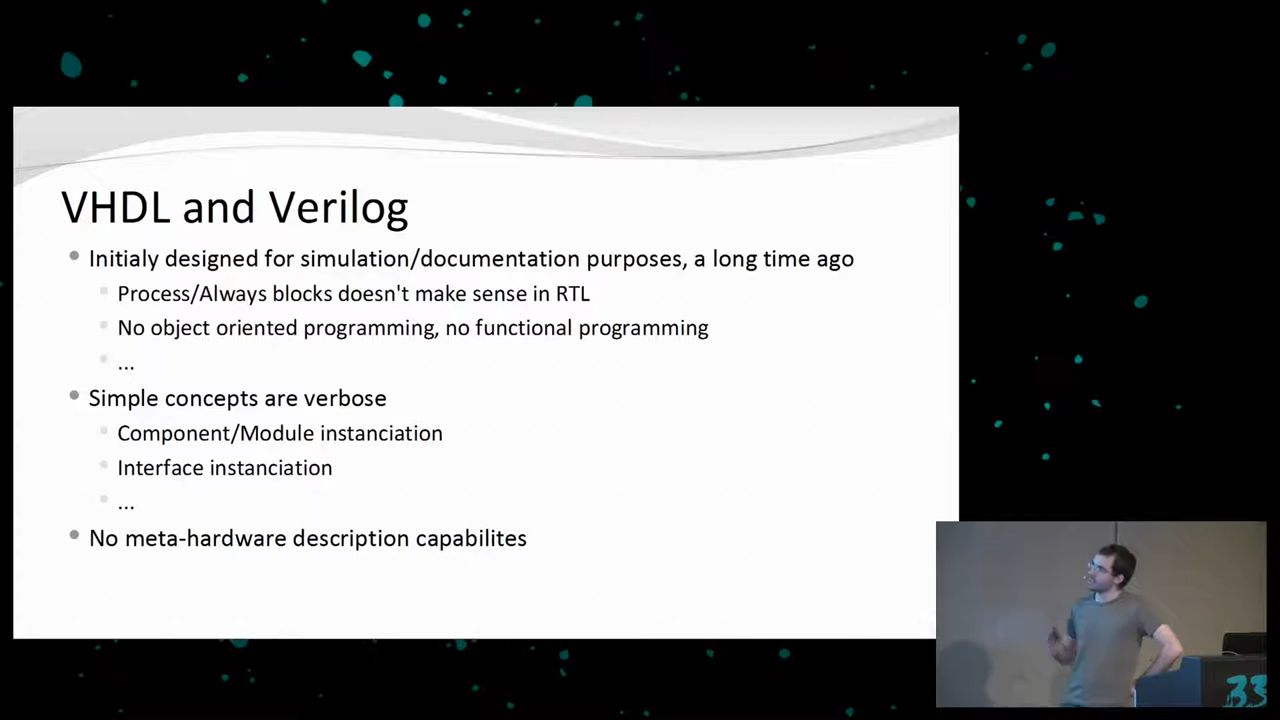 VHDL and Verilog
Initialy designed for simulation/documentation purposes, a long time ago
Process/Always blocks doesn't make sense in RTL
No object oriented programming, no functional programming
...
Simple concepts are verbose
Component/Module instanciation
Interface instanciation
...
No meta-hardware description capabilites
33